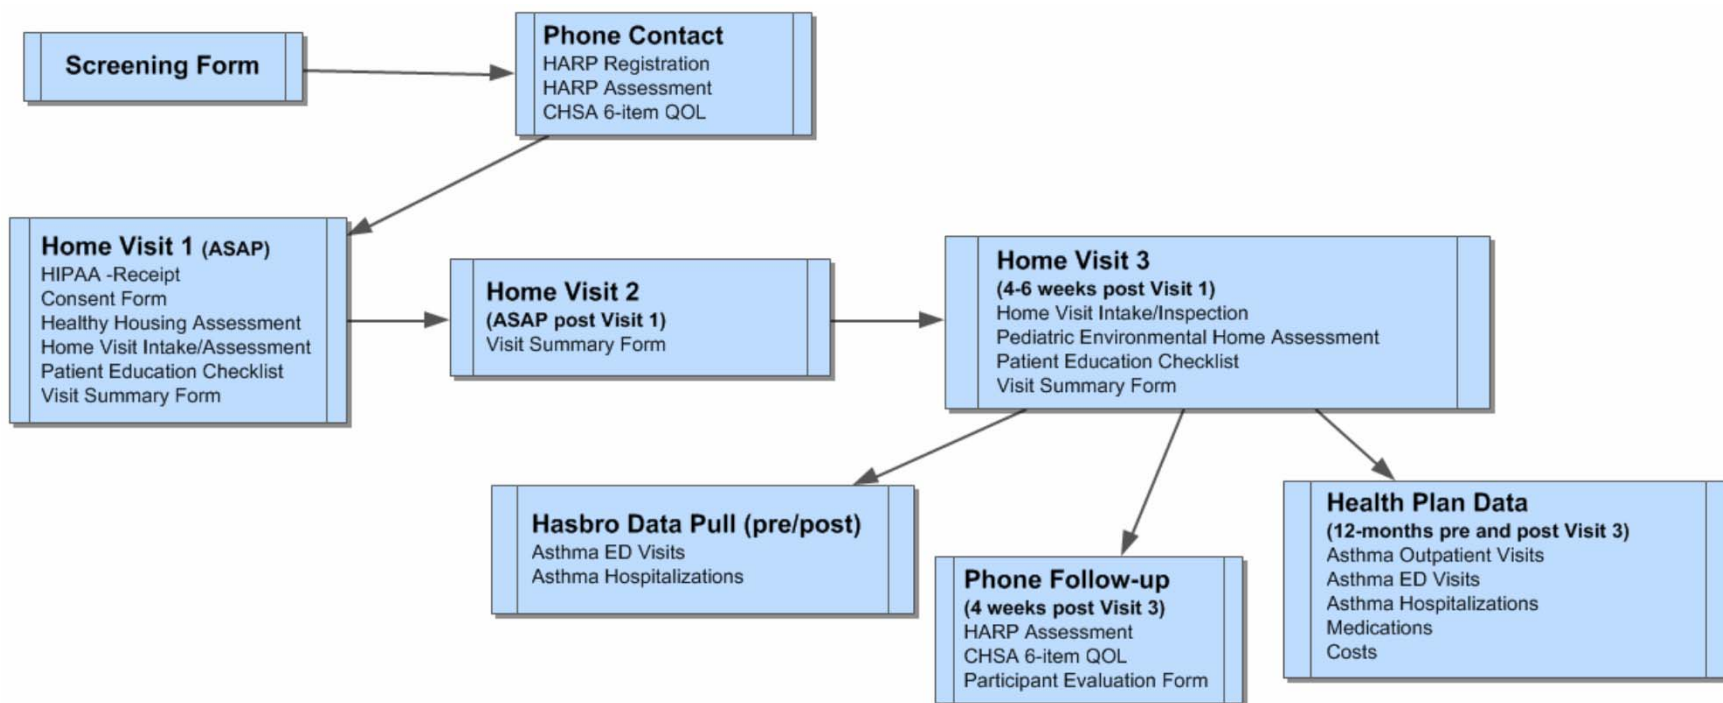 Screening Form
Phone Contact
HARP Registration
HARP Assessment
CHSA 6-item QOL
Home Visit 1 (ASAP)
HIPAA -Receipt
Consent Form
Healthy Housing Assessment
Home Visit Intake/Assessment
Patient Education Checklist
Visit Summary Form
Home Visit 2
(ASAP post Visit 1)
Visit Summary Form
Home Visit 3
(4-6 weeks post Visit 1)
Home Visit Intake/Inspection
Pediatric Environmental Home Assessment
Patient Education Checklist
Visit Summary Form
Hasbro Data Pull (pre/post)
Asthma ED Visits
Asthma Hospitalizations
Phone Follow-up
(4 weeks post Visit 3)
HARP Assessment
CHSA 6-item QOL
Participant Evaluation Form
Health Plan Data
(12-months pre and post Visit 3)
Asthma Outpatient Visits
Asthma ED Visits
Asthma Hospitalizations
Medications
Costs